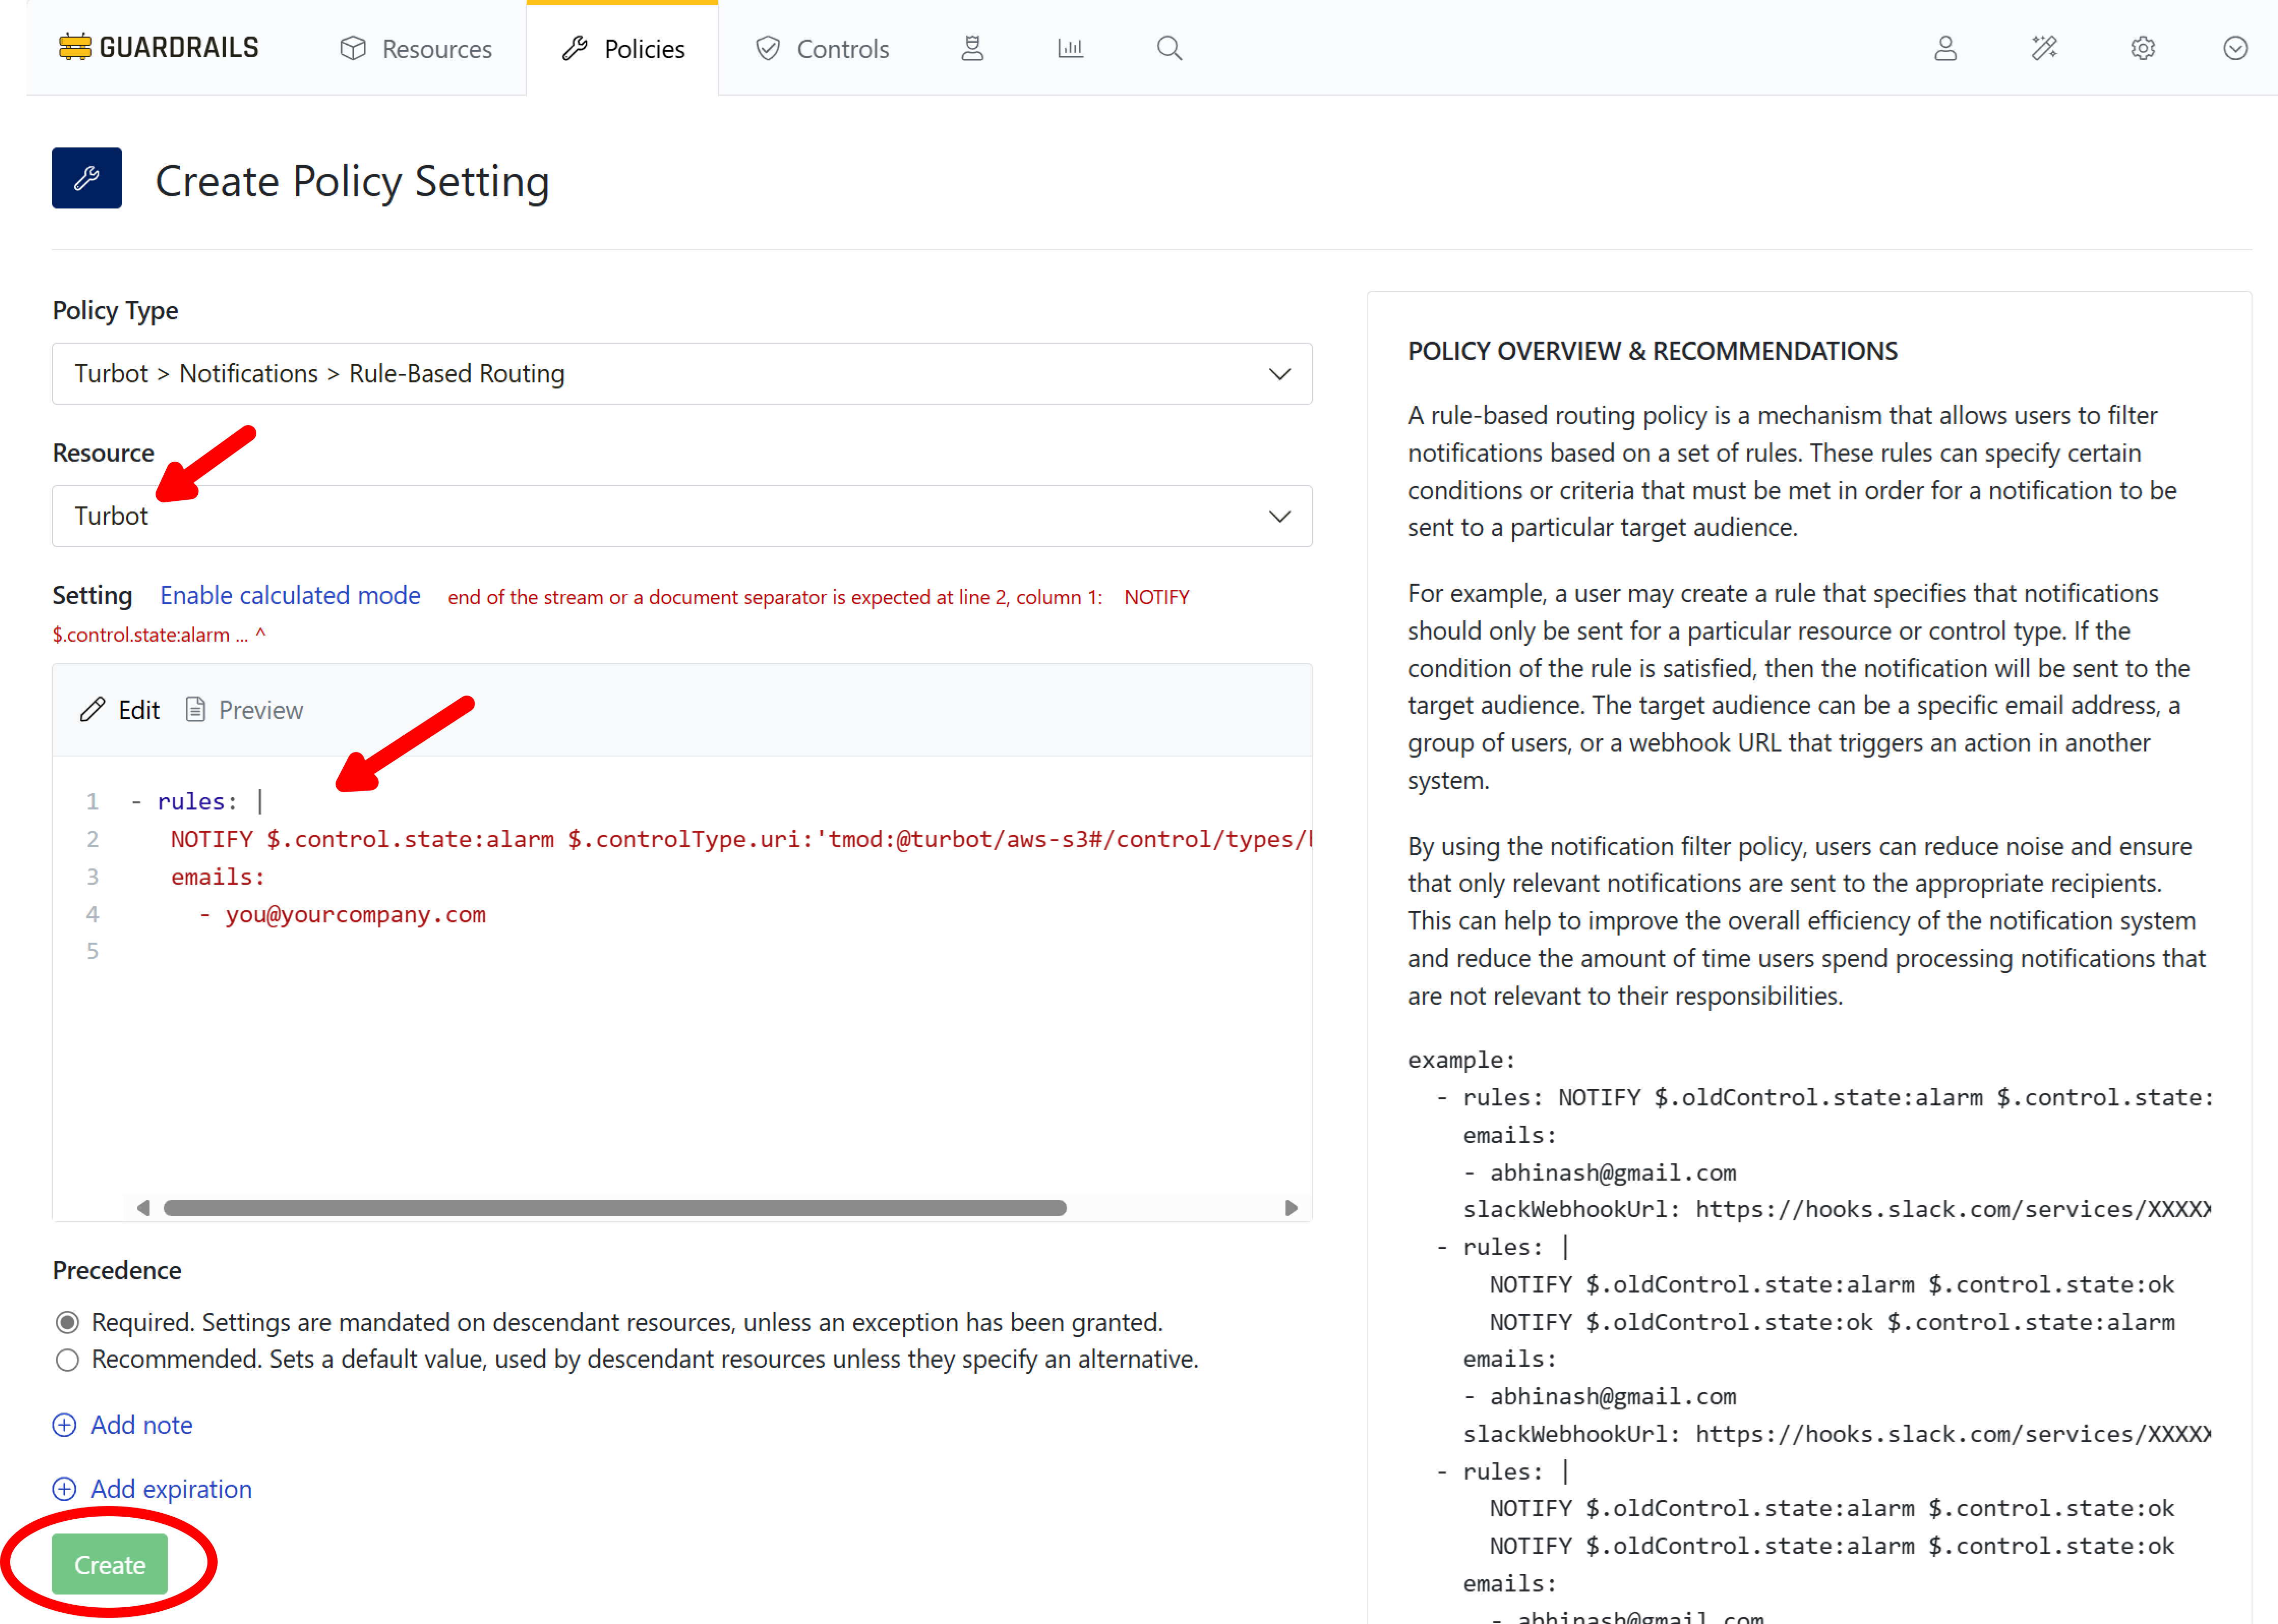 GUARDRAILS
Resources
Policies
Controls
Create Policy Setting
Policy Type
Turbot > Notifications > Rule-Based Routing
Resource
Turbot
Setting Enable calculated mode end of the stream or a document separator is expected at line 2, column 1: NOTIFY
$.control.state:alarm ... ^
Edit Preview
1 - rules: |
2 NOTIFY $.control.state:alarm $.controlType.uri:'tmod:@turbot/aws-s3#/control/types/
3 emails:
4 - you@yourcompany.com
5
Precedence
Required. Settings are mandated on descendant resources, unless an exception has been granted.
Recommended. Sets a default value, used by descendant resources unless they specify an alternative.
Add note
Add expiration
Create
POLICY OVERVIEW & RECOMMENDATIONS
A rule-based routing policy is a mechanism that allows users to filter
notifications based on a set of rules. These rules can specify certain
conditions or criteria that must be met in order for a notification to be
sent to a particular target audience.
For example, a user may create a rule that specifies that notifications
should only be sent for a particular resource or control type. If the
condition of the rule is satisfied, then the notification will be sent to the
target audience. The target audience can be a specific email address, a
group of users, or a webhook URL that triggers an action in another
system.
By using the notification filter policy, users can reduce noise and ensure
that only relevant notifications are sent to the appropriate recipients.
This can help to improve the overall efficiency of the notification system
and reduce the amount of time users spend processing notifications that
are not relevant to their responsibilities.
example:
- rules: NOTIFY $.oldControl.state:alarm $.control.state:
emails:
- abhinash@gmail.com
slackWebhookUrl: https://hooks.slack.com/services/XXXXX
- rules: |
NOTIFY $.oldControl.state:alarm $.control.state:ok
NOTIFY $.oldControl.state:ok $.control.state:alarm
emails:
- abhinash@gmail.com
slackWebhookUrl: https://hooks.slack.com/services/XXXXX
- rules: |
NOTIFY $.oldControl.state:alarm $.control.state:ok
NOTIFY $.oldControl.state:alarm $.control.state:ok
emails:
- abhinash@gmail.com